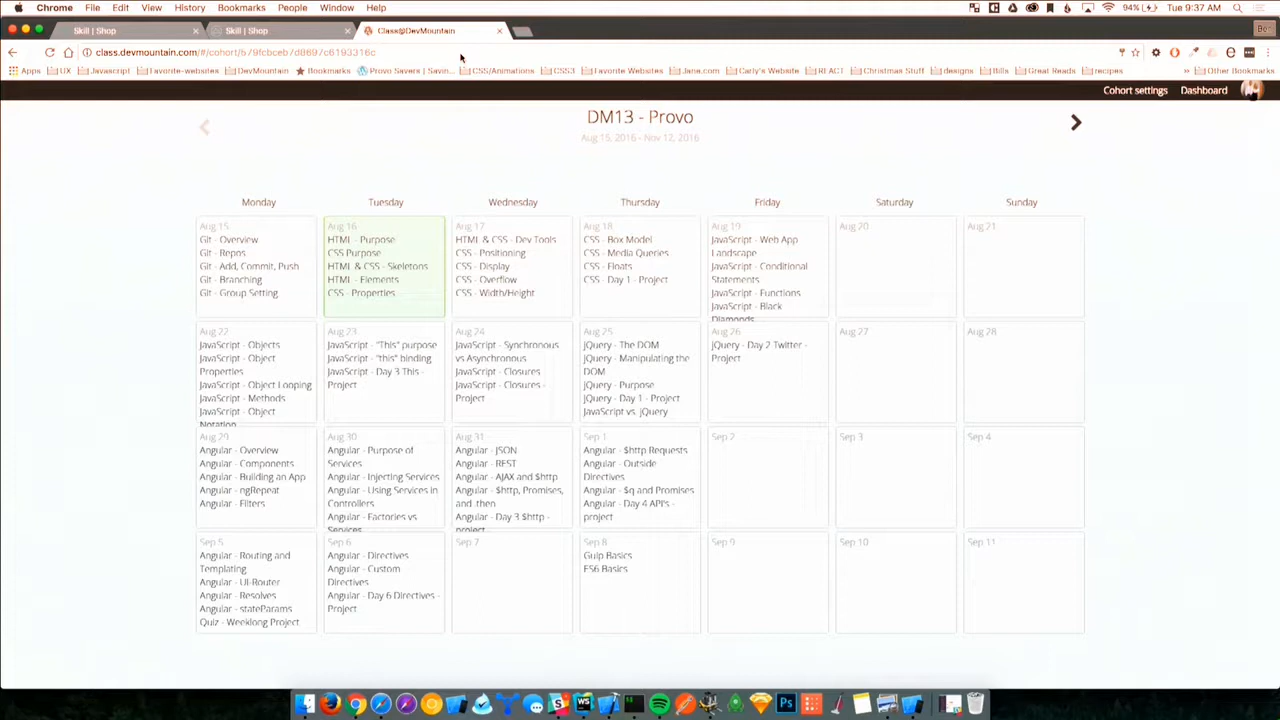 Chrome File Edit View History Bookmarks People Window Help 94% Tue 9:37 AM
Skill | Shop Skill | Shop Class@DevMountain Ben
class.devmountain.com/#/cohort/579fcbceb7d8697c6193316c
Apps UX Javascript Favorite-websites DevMountain Bookmarks Provo Savers | Savin... CSS/Animations CSS3 Favorite Websites Jane.com Carly's Website REACT Christmas Stuff designs Bills Great Reads recipes » Other Bookmarks
Cohort settings Dashboard
DM13 - Provo
Aug 15, 2016 - Nov 12, 2016
Monday Tuesday Wednesday Thursday Friday Saturday Sunday
Aug 15
Git - Overview
Git - Repos
Git - Add, Commit, Push
Git - Branching
Git - Group Setting
Aug 16
HTML - Purpose
CSS Purpose
HTML & CSS - Skeletons
HTML - Elements
CSS - Properties
Aug 17
HTML & CSS - Dev Tools
CSS - Positioning
CSS - Display
CSS - Overflow
CSS - Width/Height
Aug 18
CSS - Box Model
CSS - Media Queries
CSS - Floats
CSS - Day 1 - Project
Aug 19
JavaScript - Web App
Landscape
JavaScript - Conditional
Statements
JavaScript - Functions
JavaScript - Black
Diamonds
Aug 20
Aug 21
Aug 22
JavaScript - Objects
JavaScript - Object
Properties
JavaScript - Object Looping
JavaScript - Methods
JavaScript - Object
Notation
Aug 23
JavaScript - "This" purpose
JavaScript - "this" binding
JavaScript - Day 3 This -
Project
Aug 24
JavaScript - Synchronous
vs Asynchronous
JavaScript - Closures
JavaScript - Closures -
Project
Aug 25
jQuery - The DOM
jQuery - Manipulating the
DOM
jQuery - Purpose
jQuery - Day 1 - Project
JavaScript vs. jQuery
Aug 26
jQuery - Day 2 Twitter -
Project
Aug 27
Aug 28
Aug 29
Angular - Overview
Angular - Components
Angular - Building an App
Angular - ngRepeat
Angular - Filters
Aug 30
Angular - Purpose of
Services
Angular - Injecting Services
Angular - Using Services in
Controllers
Angular - Factories vs
Services
Aug 31
Angular - JSON
Angular - REST
Angular - AJAX and $http
Angular - $http, Promises,
and .then
Angular - Day 3 $http -
project
Sep 1
Angular - $http Requests
Angular - Outside
Directives
Angular - $q and Promises
Angular - Day 4 API's -
project
Sep 2
Sep 3
Sep 4
Sep 5
Angular - Routing and
Templating
Angular - UI-Router
Angular - Resolves
Angular - stateParams
Quiz - Weeklong Project
Sep 6
Angular - Directives
Angular - Custom
Directives
Angular - Day 6 Directives -
Project
Sep 7
Sep 8
Gulp Basics
ES6 Basics
Sep 9
Sep 10
Sep 11
WS
Ps